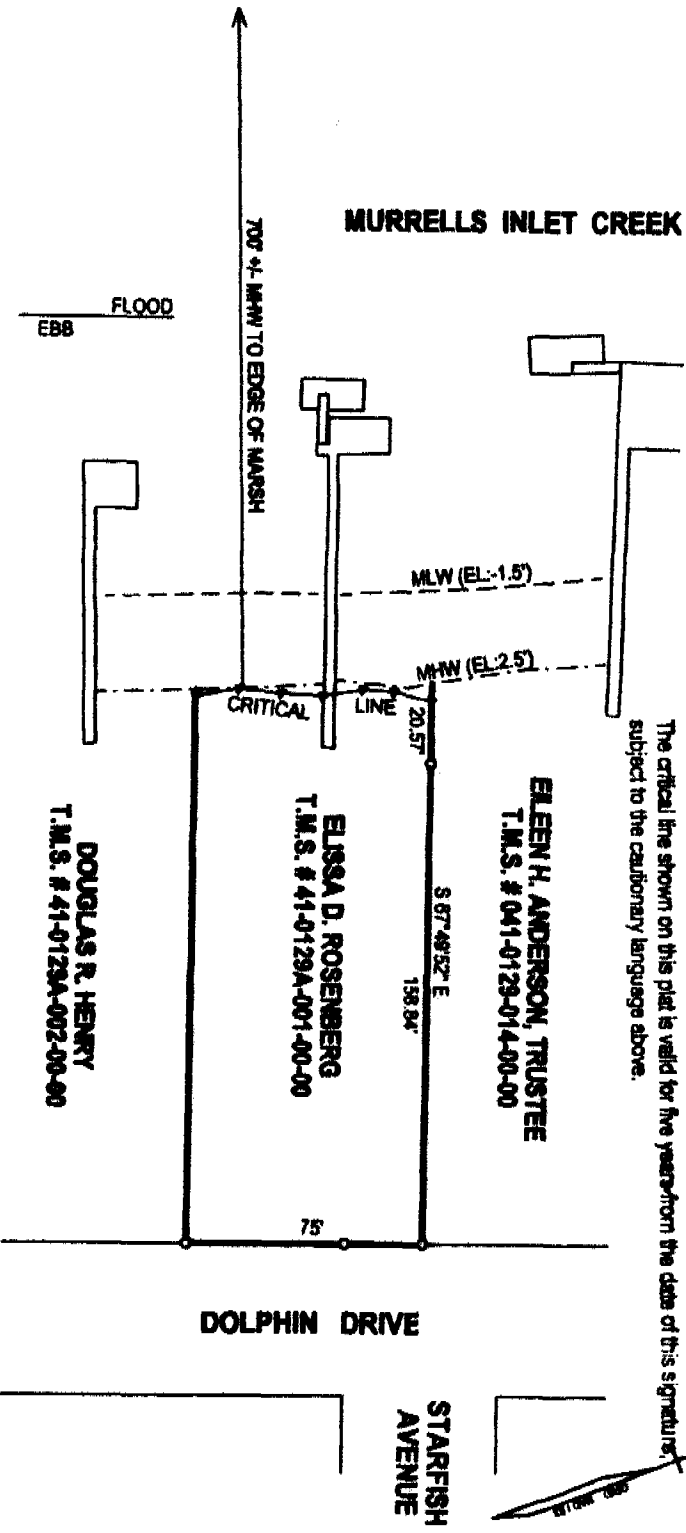 MURRELLS INLET CREEK
700' +/- MHW TO EDGE OF MARSH
FLOOD
EBB
MLW (EL:-1.5')
MHW (EL:2.5')
CRITICAL LINE
20.57'
The critical line shown on this plat is valid for five years from the date of this signature,
subject to the cautionary language above.
EILEEN H. ANDERSON, TRUSTEE
T.M.S. # 041-0129-014-00-00
S 67°49'52" E
158.84'
ELISSA D. ROSENBERG
T.M.S. # 41-0129A-001-00-00
DOUGLAS R. HENRY
T.M.S. # 41-0129A-002-00-00
75'
DOLPHIN DRIVE
STARFISH
AVENUE